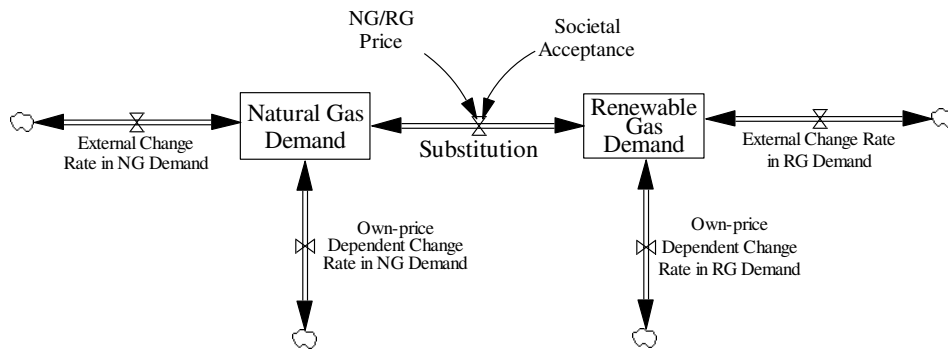 NG/RG
Price
Societal
Acceptance
Natural Gas
Demand
Renewable
Gas
Demand
External Change
Rate in NG Demand
Substitution
External Change Rate
in RG Demand
Own-price
Dependent Change
Rate in NG Demand
Own-price
Dependent Change
Rate in RG Demand